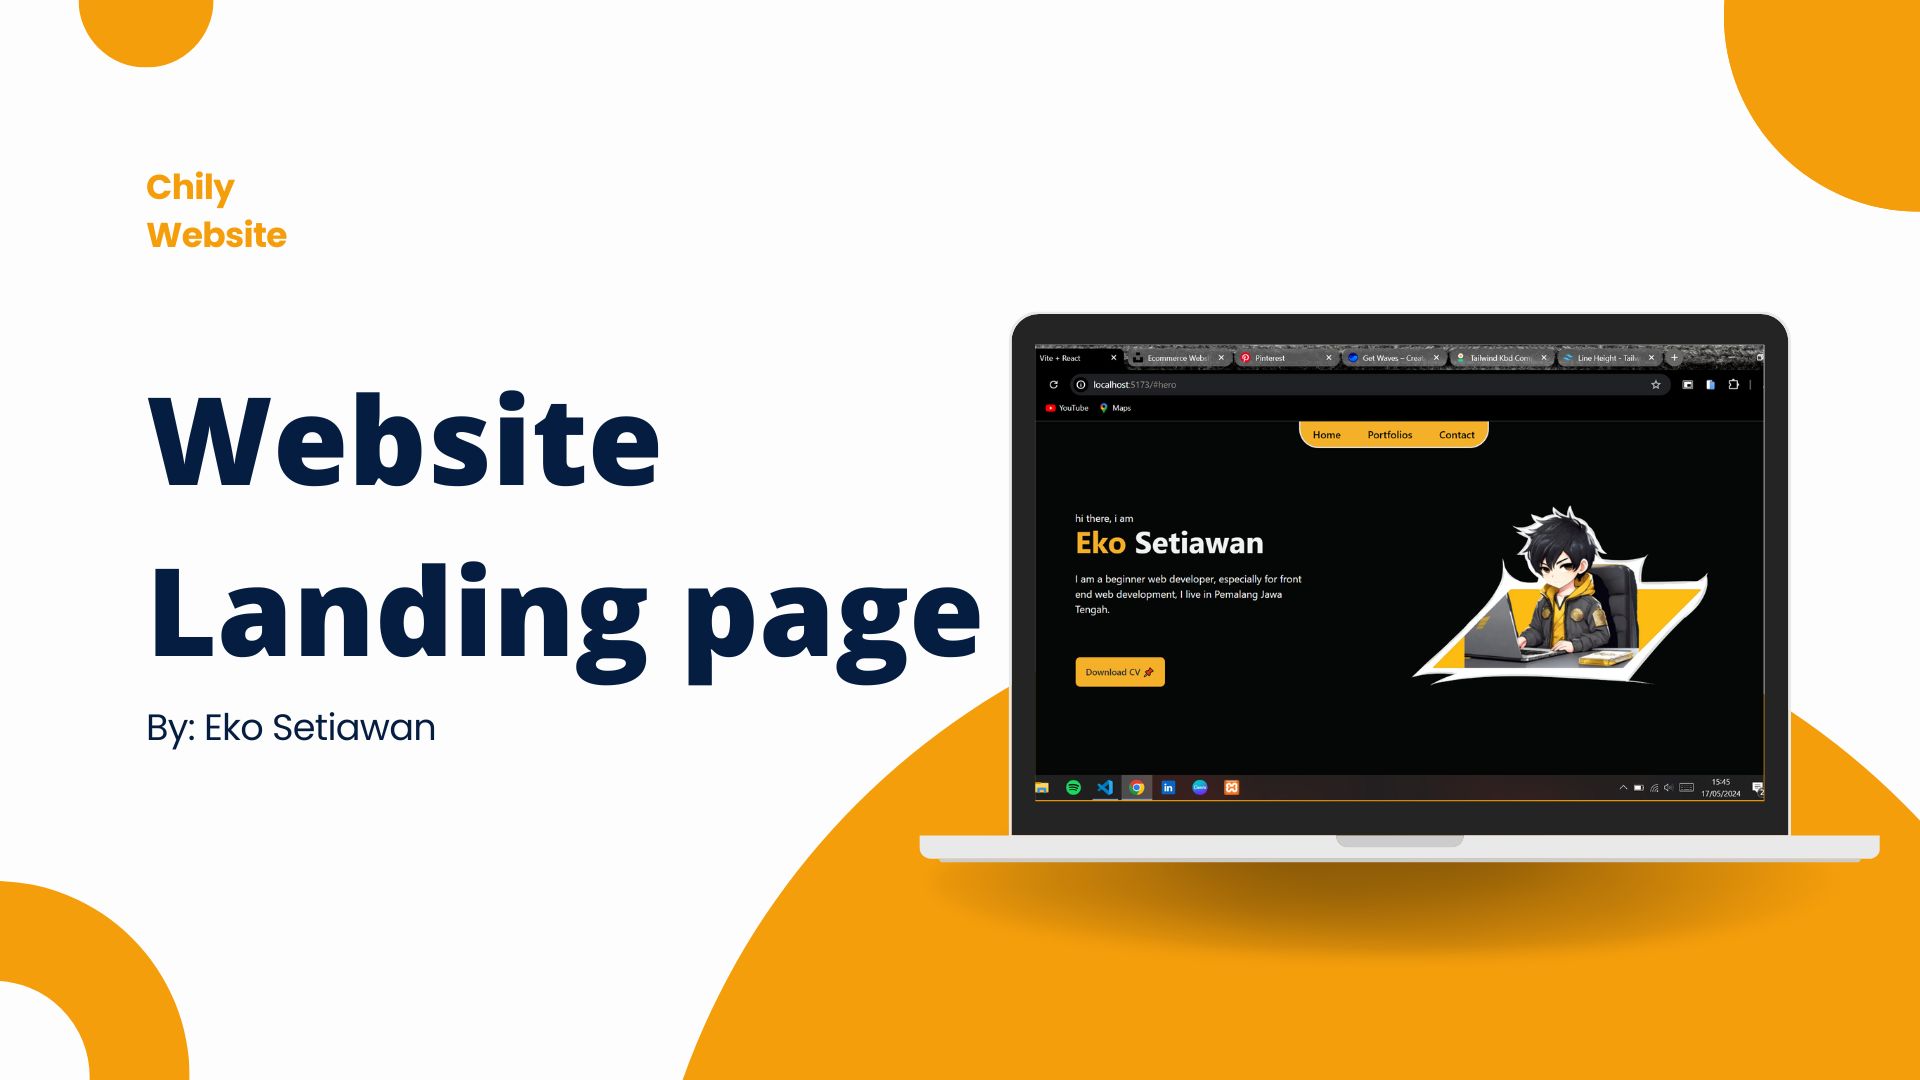 Chily
Website
Website
Landing page
By: Eko Setiawan
Vite + React
Ecommerce Websi
Pinterest
Get Waves – Creat
Tailwind Kbd Com
Line Height - Tailw
localhost:5173/#hero
YouTube
Maps
Home Portfolios Contact
hi there, i am
Eko Setiawan
I am a beginner web developer, especially for front
end web development, I live in Pemalang Jawa
Tengah.
Download CV
15:45
17/05/2024